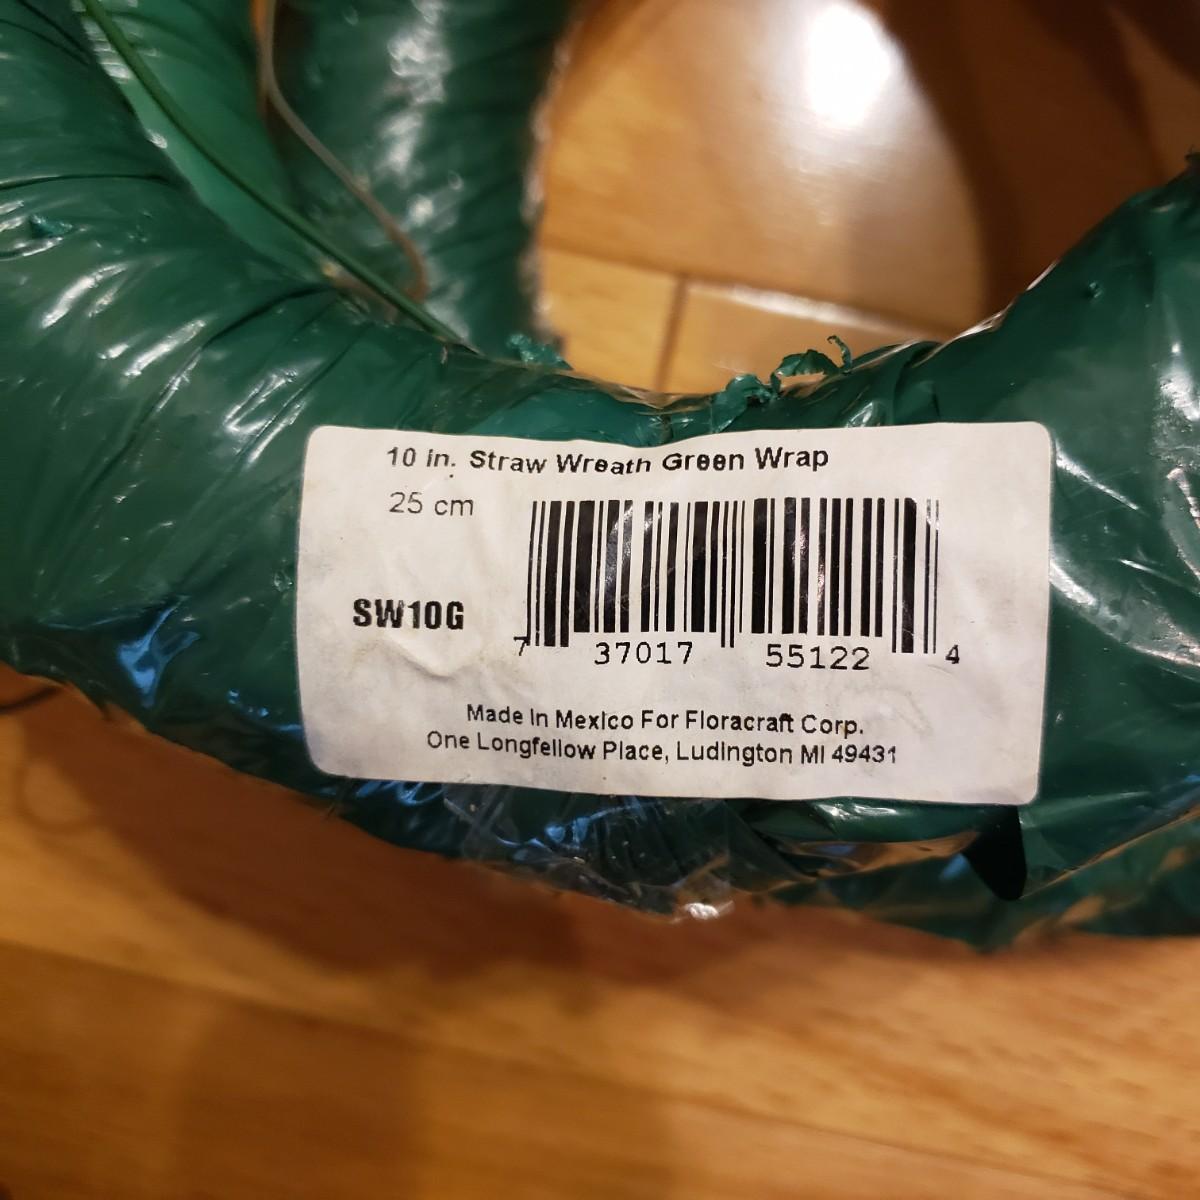 10 in. Straw Wreath Green Wrap
25 cm
SW10G
7 37017 55122 4
Made In Mexico For Floracraft Corp.
One Longfellow Place, Ludington MI 49431